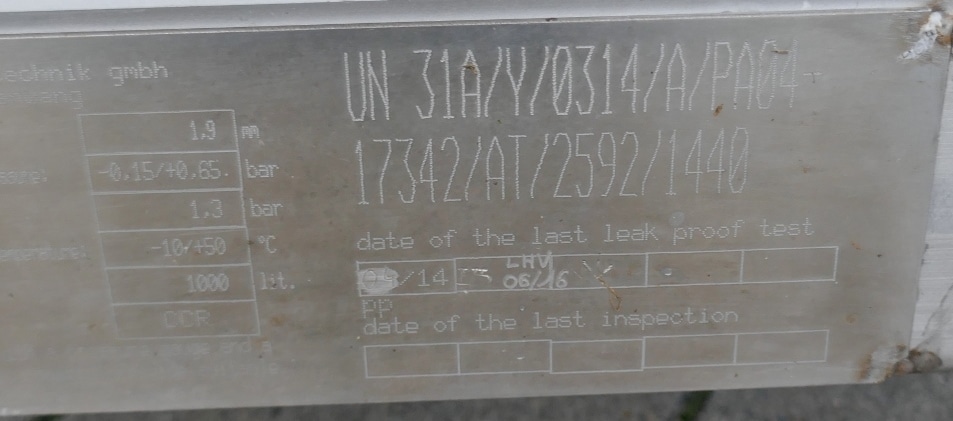 technik gmbh
1,9 mm
-0,15/+0,65 bar
1,3 bar
-10/+50 °C
1000 lit.
UN 31A/Y/0314/A/PA04-
17342/AT/2592/1440
date of the last leak proof test
/14
LHV
06/16
pp
date of the last inspection